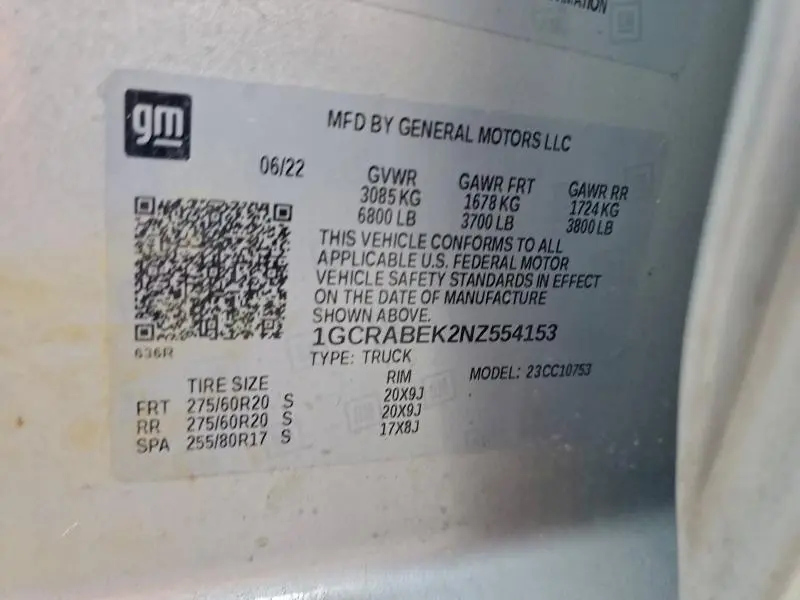 MATION
gm
MFD BY GENERAL MOTORS LLC
06/22
GVWR GAWR FRT GAWR RR
3085 KG 1678 KG 1724 KG
6800 LB 3700 LB 3800 LB
THIS VEHICLE CONFORMS TO ALL
APPLICABLE U.S. FEDERAL MOTOR
VEHICLE SAFETY STANDARDS IN EFFECT
ON THE DATE OF MANUFACTURE
SHOWN ABOVE.
1GCRABEK2NZ554153
636R
TYPE: TRUCK
TIRE SIZE RIM MODEL: 23CC10753
FRT 275/60R20 S 20X9J
RR 275/60R20 S 20X9J
SPA 255/80R17 S 17X8J